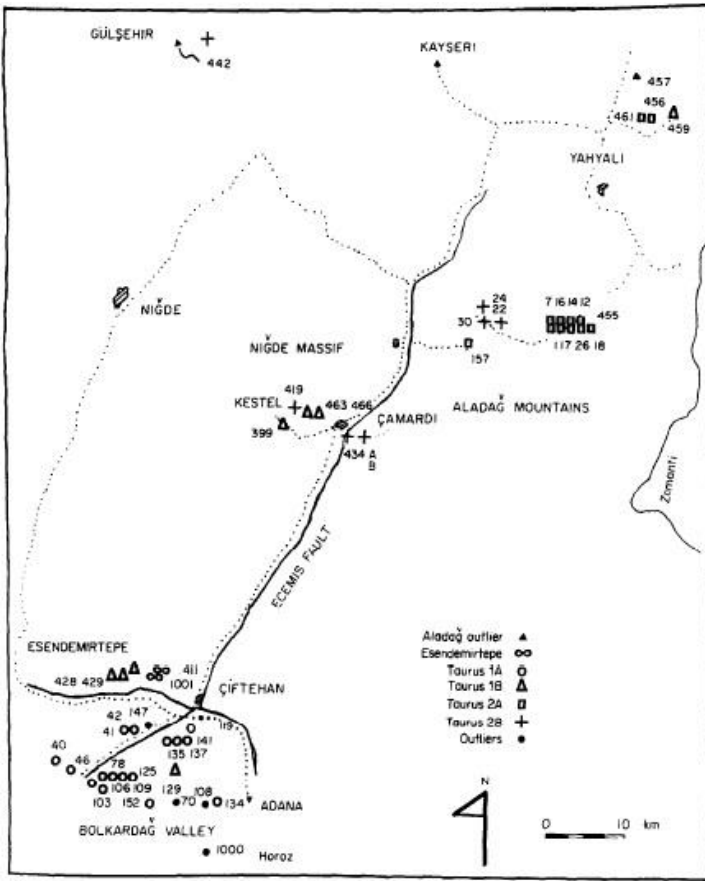 GÜLŞEHIR
442
KAYSERI
457
456
461
459
YAHYALI
NIĞDE
24
22
30
7 16 14 12
455
1 17 26 18
157
NIĞDE MASSIF
ALADAĞ MOUNTAINS
419
KESTEL
463 466
399
ÇAMARDI
434 A
B
Zamanti
ECEMIS FAULT
ESENDEMIRTEPE
428 429
411
1001
ÇIFTEHAN
147
42
41
119
141
135 137
40
46
78
125
106 109
103
152
129
70
108
134
ADANA
BOLKARDAĞ VALLEY
1000
Horoz
Aladağ outlier
Esendemirtepe
Taurus 1A
Taurus 1B
Taurus 2A
Taurus 2B
Outliers
N
0 10 km